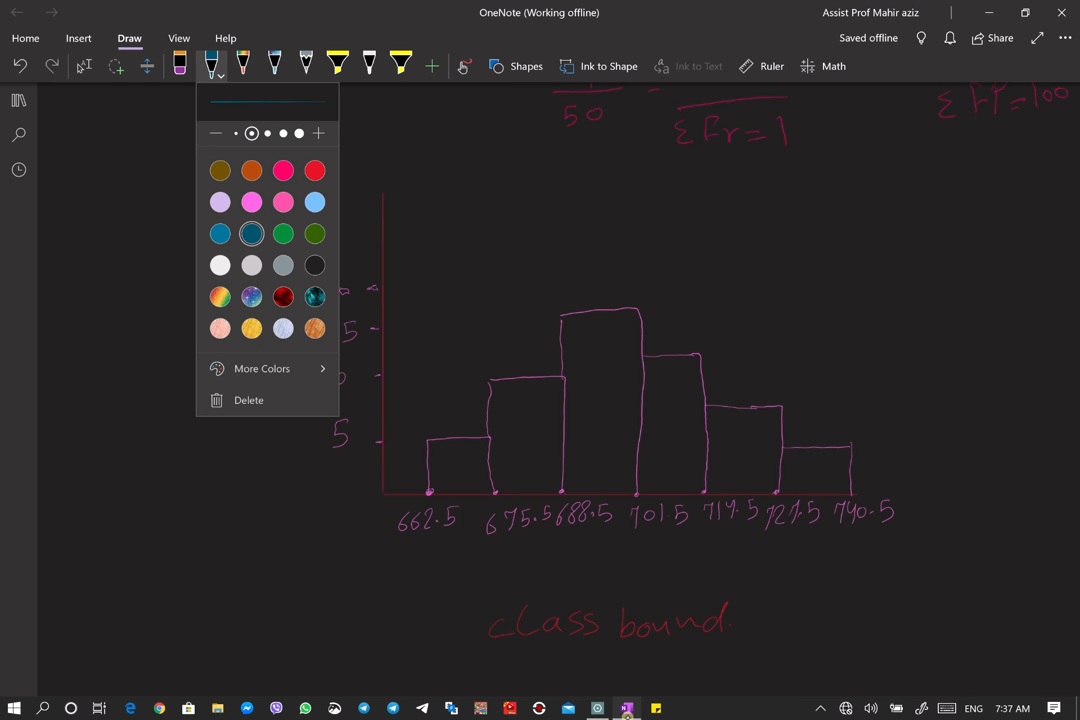 OneNote (Working offline)
Assist Prof Mahir aziz
Home Insert Draw View Help
Saved offline
Share
Shapes
Ink to Shape
Ink to Text
Ruler
Math
50
Σ Fr = 1
=100
More Colors
Delete
5
5
662.5 675.5 688.5 701.5 714.5 727.5 740.5
class bound.
ENG 7:37 AM